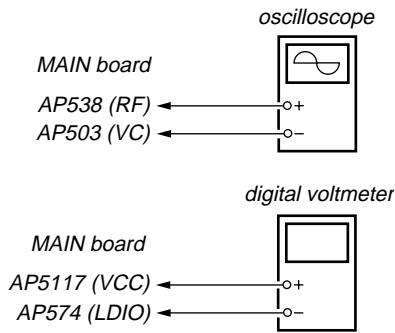 oscilloscope
MAIN board
AP538 (RF)
+
AP503 (VC)
–
digital voltmeter
MAIN board
AP5117 (VCC)
+
AP574 (LDIO)
–